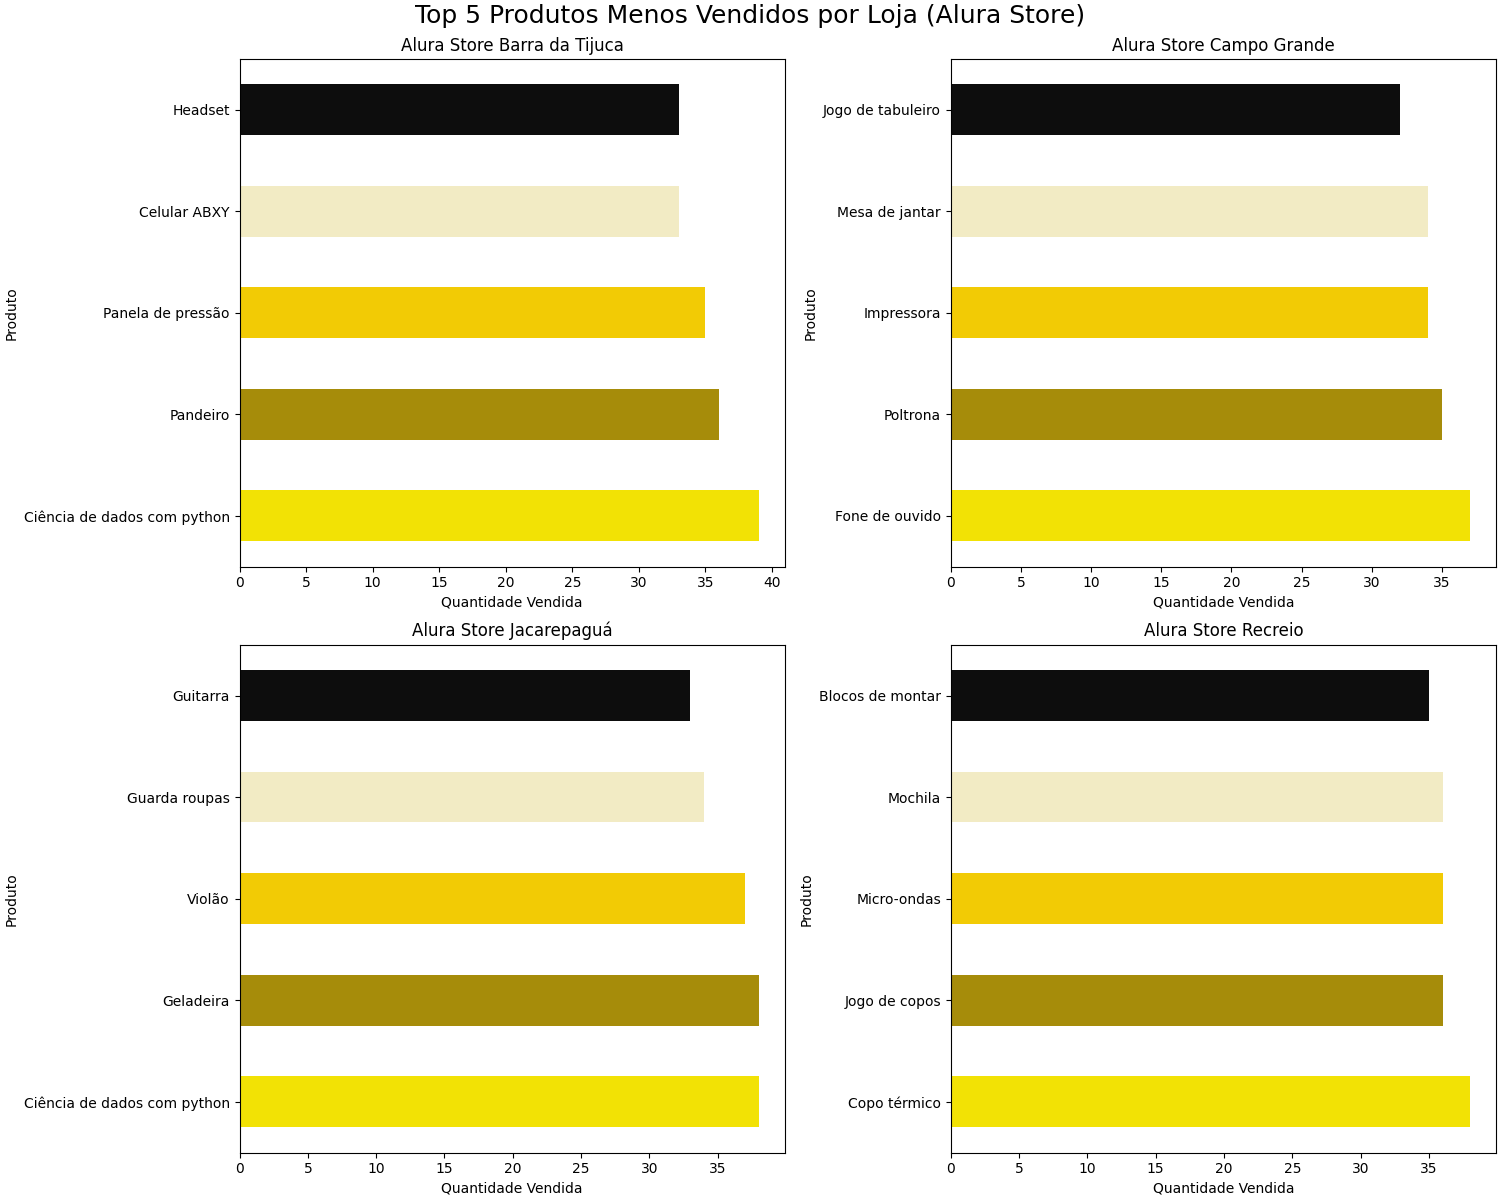 Top 5 Produtos Menos Vendidos por Loja (Alura Store)
Alura Store Barra da Tijuca
Produto
Headset
Celular ABXY
Panela de pressão
Pandeiro
Ciência de dados com python
0 5 10 15 20 25 30 35 40
Quantidade Vendida
Alura Store Campo Grande
Produto
Jogo de tabuleiro
Mesa de jantar
Impressora
Poltrona
Fone de ouvido
0 5 10 15 20 25 30 35
Quantidade Vendida
Alura Store Jacarepaguá
Produto
Guitarra
Guarda roupas
Violão
Geladeira
Ciência de dados com python
0 5 10 15 20 25 30 35
Quantidade Vendida
Alura Store Recreio
Produto
Blocos de montar
Mochila
Micro-ondas
Jogo de copos
Copo térmico
0 5 10 15 20 25 30 35
Quantidade Vendida